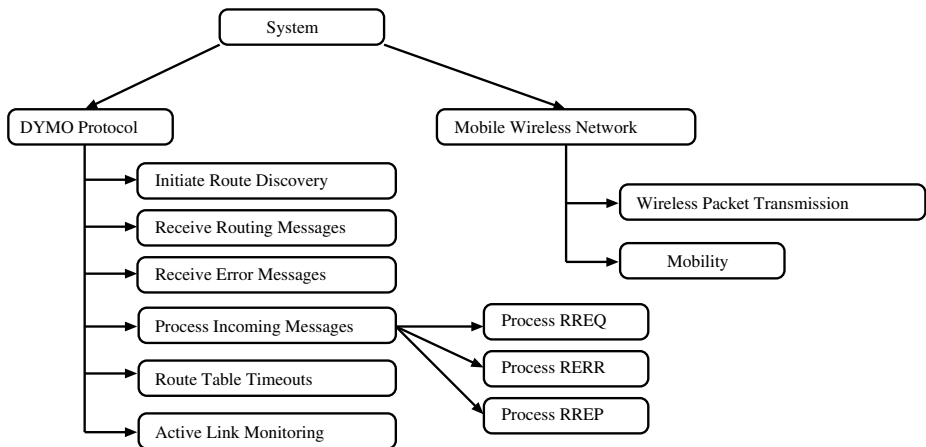 System
DYMO Protocol
Mobile Wireless Network
Initiate Route Discovery
Receive Routing Messages
Receive Error Messages
Process Incoming Messages
Route Table Timeouts
Active Link Monitoring
Process RREQ
Process RERR
Process RREP
Wireless Packet Transmission
Mobility